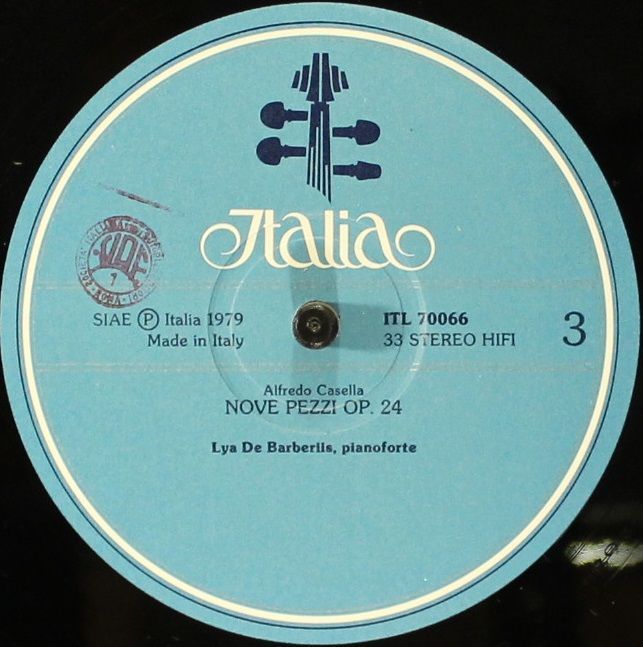 Italia
SIAE Ⓟ Italia 1979
Made in Italy
ITL 70066
33 STEREO HIFI
3
Alfredo Casella
NOVE PEZZI OP. 24
Lya De Barberiis, pianoforte